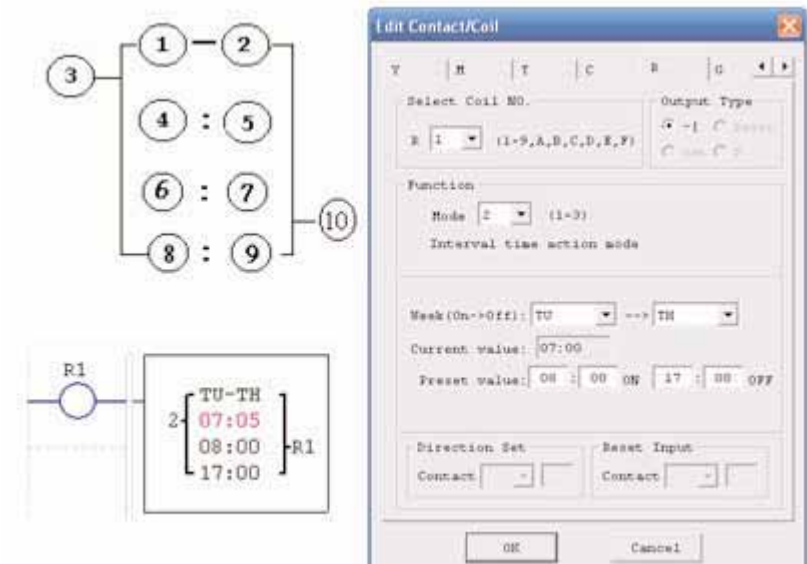 1 - 2
3
4 : 5
6 : 7
10
8 : 9
R1
TU-TH
2
07:05
08:00
R1
17:00
Edit Contact/Coil
Y M T C R G
Select Coil NO.
R 1 (1-9,A,B,C,D,E,F)
Output Type
Function
Mode 2 (1-3)
Interval time action mode
Week(On->Off): TU --> TH
Current value: 07:00
Preset value: 08 : 00 ON 17 : 00 OFF
Direction Set
Contact
Reset Input
Contact
OK
Cancel